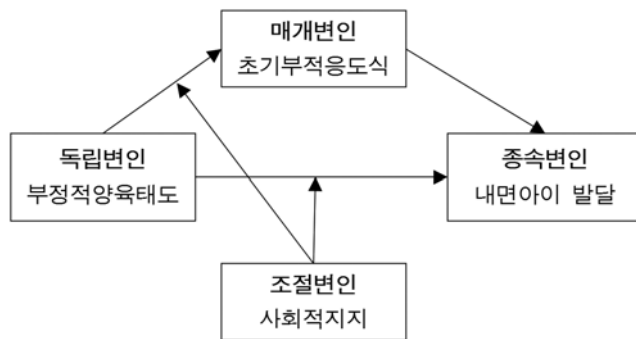 매개변인
초기부적응도식
독립변인
부정적양육태도
종속변인
내면아이 발달
조절변인
사회적지지